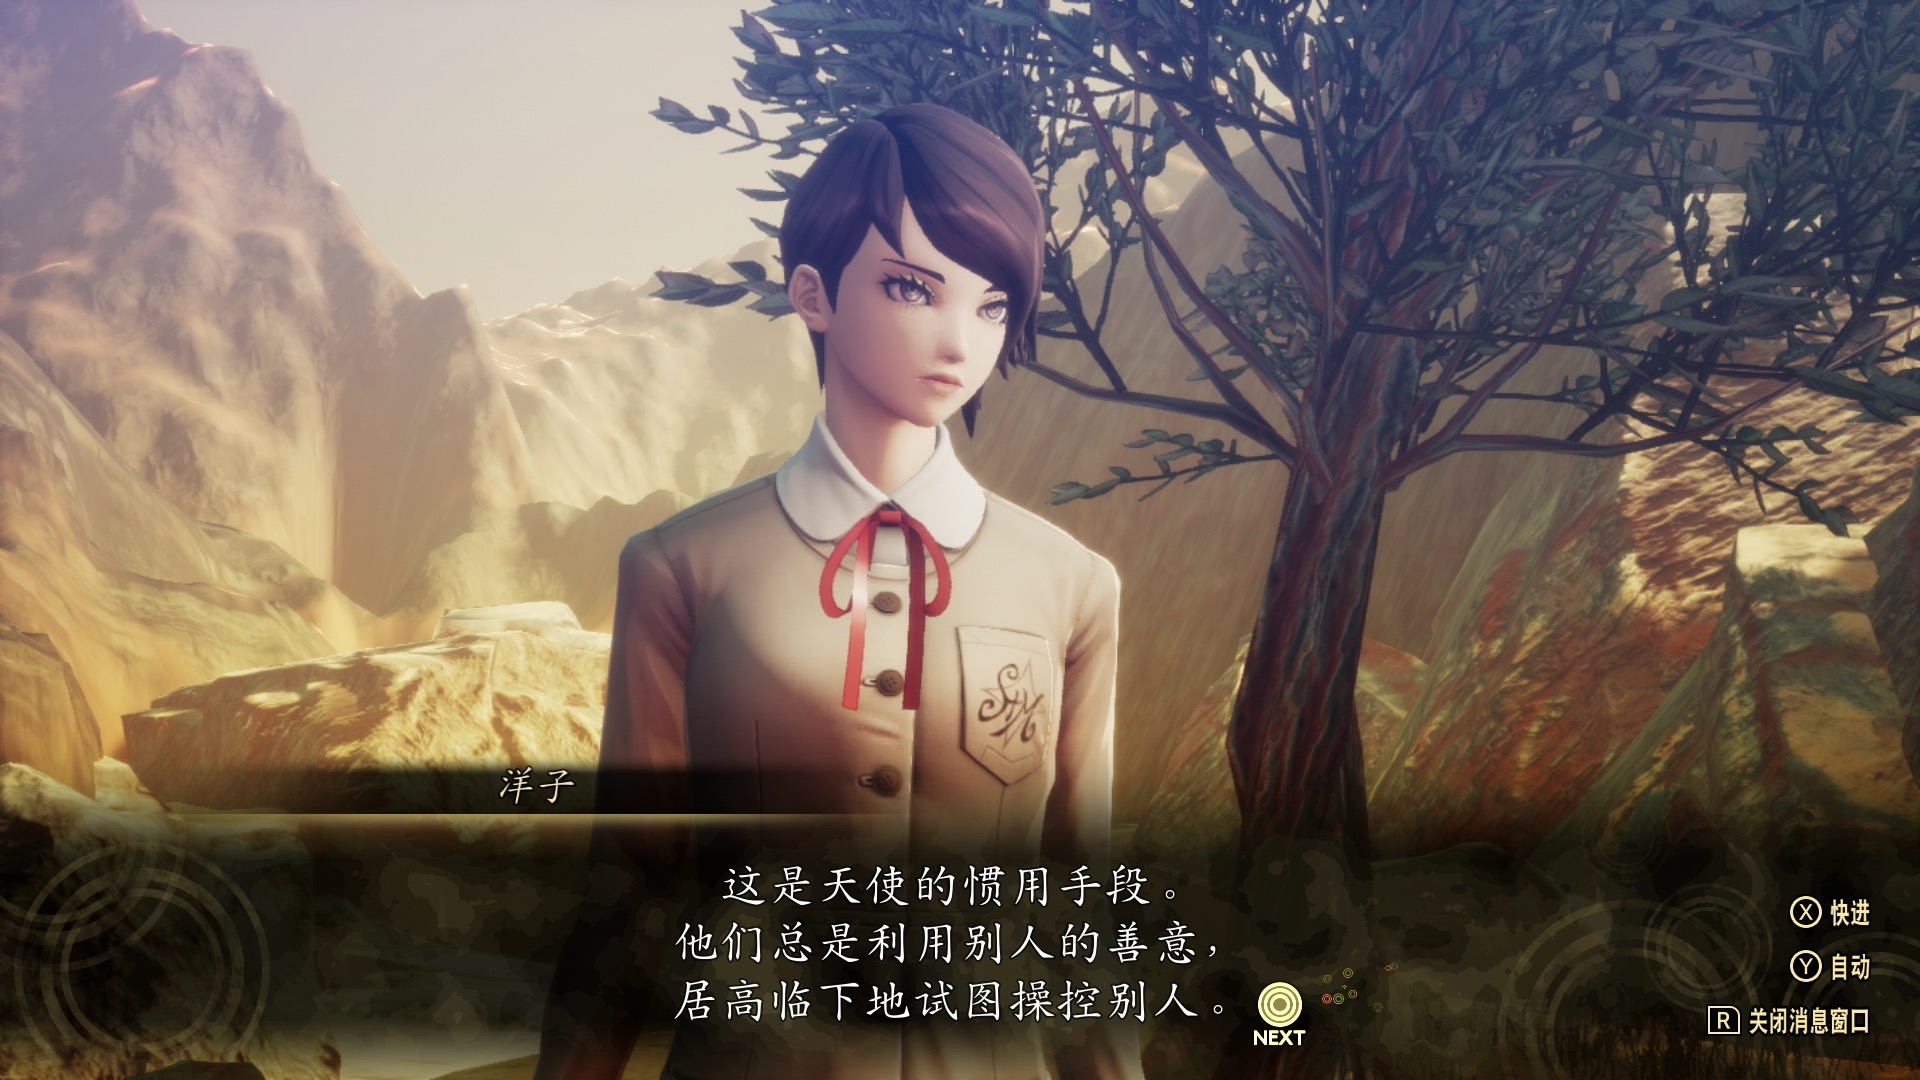 洋子
这是天使的惯用手段。
他们总是利用别人的善意，
居高临下地试图操控别人。
NEXT
X 快进
Y 自动
R 关闭消息窗口